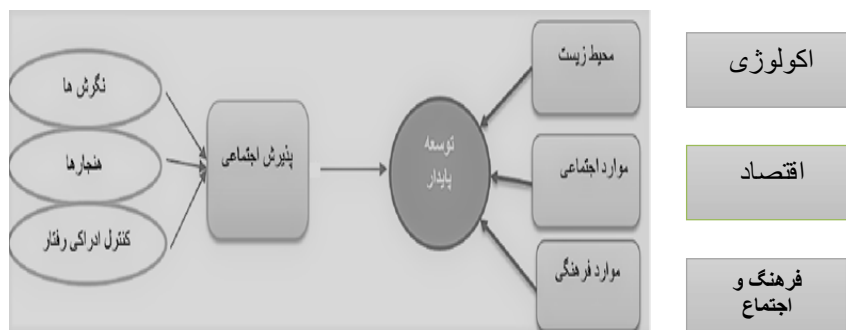 محیط زیست
اکولوژی
نگرش ها
پذیرش اجتماعی
توسعه
پایدار
هنجارها
موارد اجتماعی
اقتصاد
کنترل ادراکی رفتار
موارد فرهنگی
فرهنگ و
اجتماع